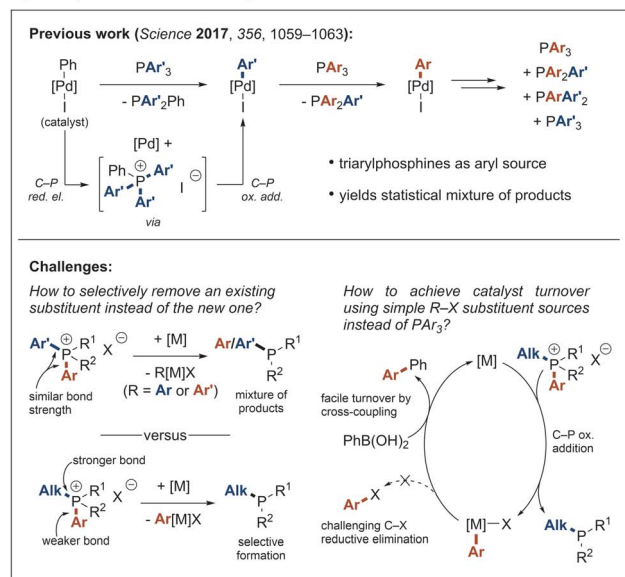 Previous work (Science 2017, 356, 1059–1063):
Ph
[Pd]
I
(catalyst)
PAr'3
- PAr'2Ph
Ar'
[Pd]
I
PAr3
- PAr2Ar'
Ar
[Pd]
I
PAr3
+ PAr2Ar'
+ PArAr'2
+ PAr'3
C–P
red. el.
[Pd] +
Ph
⊕
P
Ar'
Ar'
Ar'
I ⊖
via
C–P
ox. add.
• triarylphosphines as aryl source
• yields statistical mixture of products
Challenges:
How to selectively remove an existing
substituent instead of the new one?
Ar'
⊕
P
R1
R2
Ar
X⊖
similar bond
strength
+ [M]
- R[M]X
(R = Ar or Ar')
Ar/Ar'
P
R1
R2
mixture of
products
versus
stronger bond
Alk
⊕
P
R1
R2
Ar
X⊖
weaker bond
+ [M]
- Ar[M]X
Alk
P
R1
R2
selective
formation
How to achieve catalyst turnover
using simple R–X substituent sources
instead of PAr3?
Ar
Ph
[M]
Alk
⊕
P
R1
R2
Ar
X⊖
facile turnover by
cross-coupling
PhB(OH)2
C–P ox.
addition
X
Ar
X
challenging C–X
reductive elimination
[M]—X
Ar
Alk
P
R1
R2